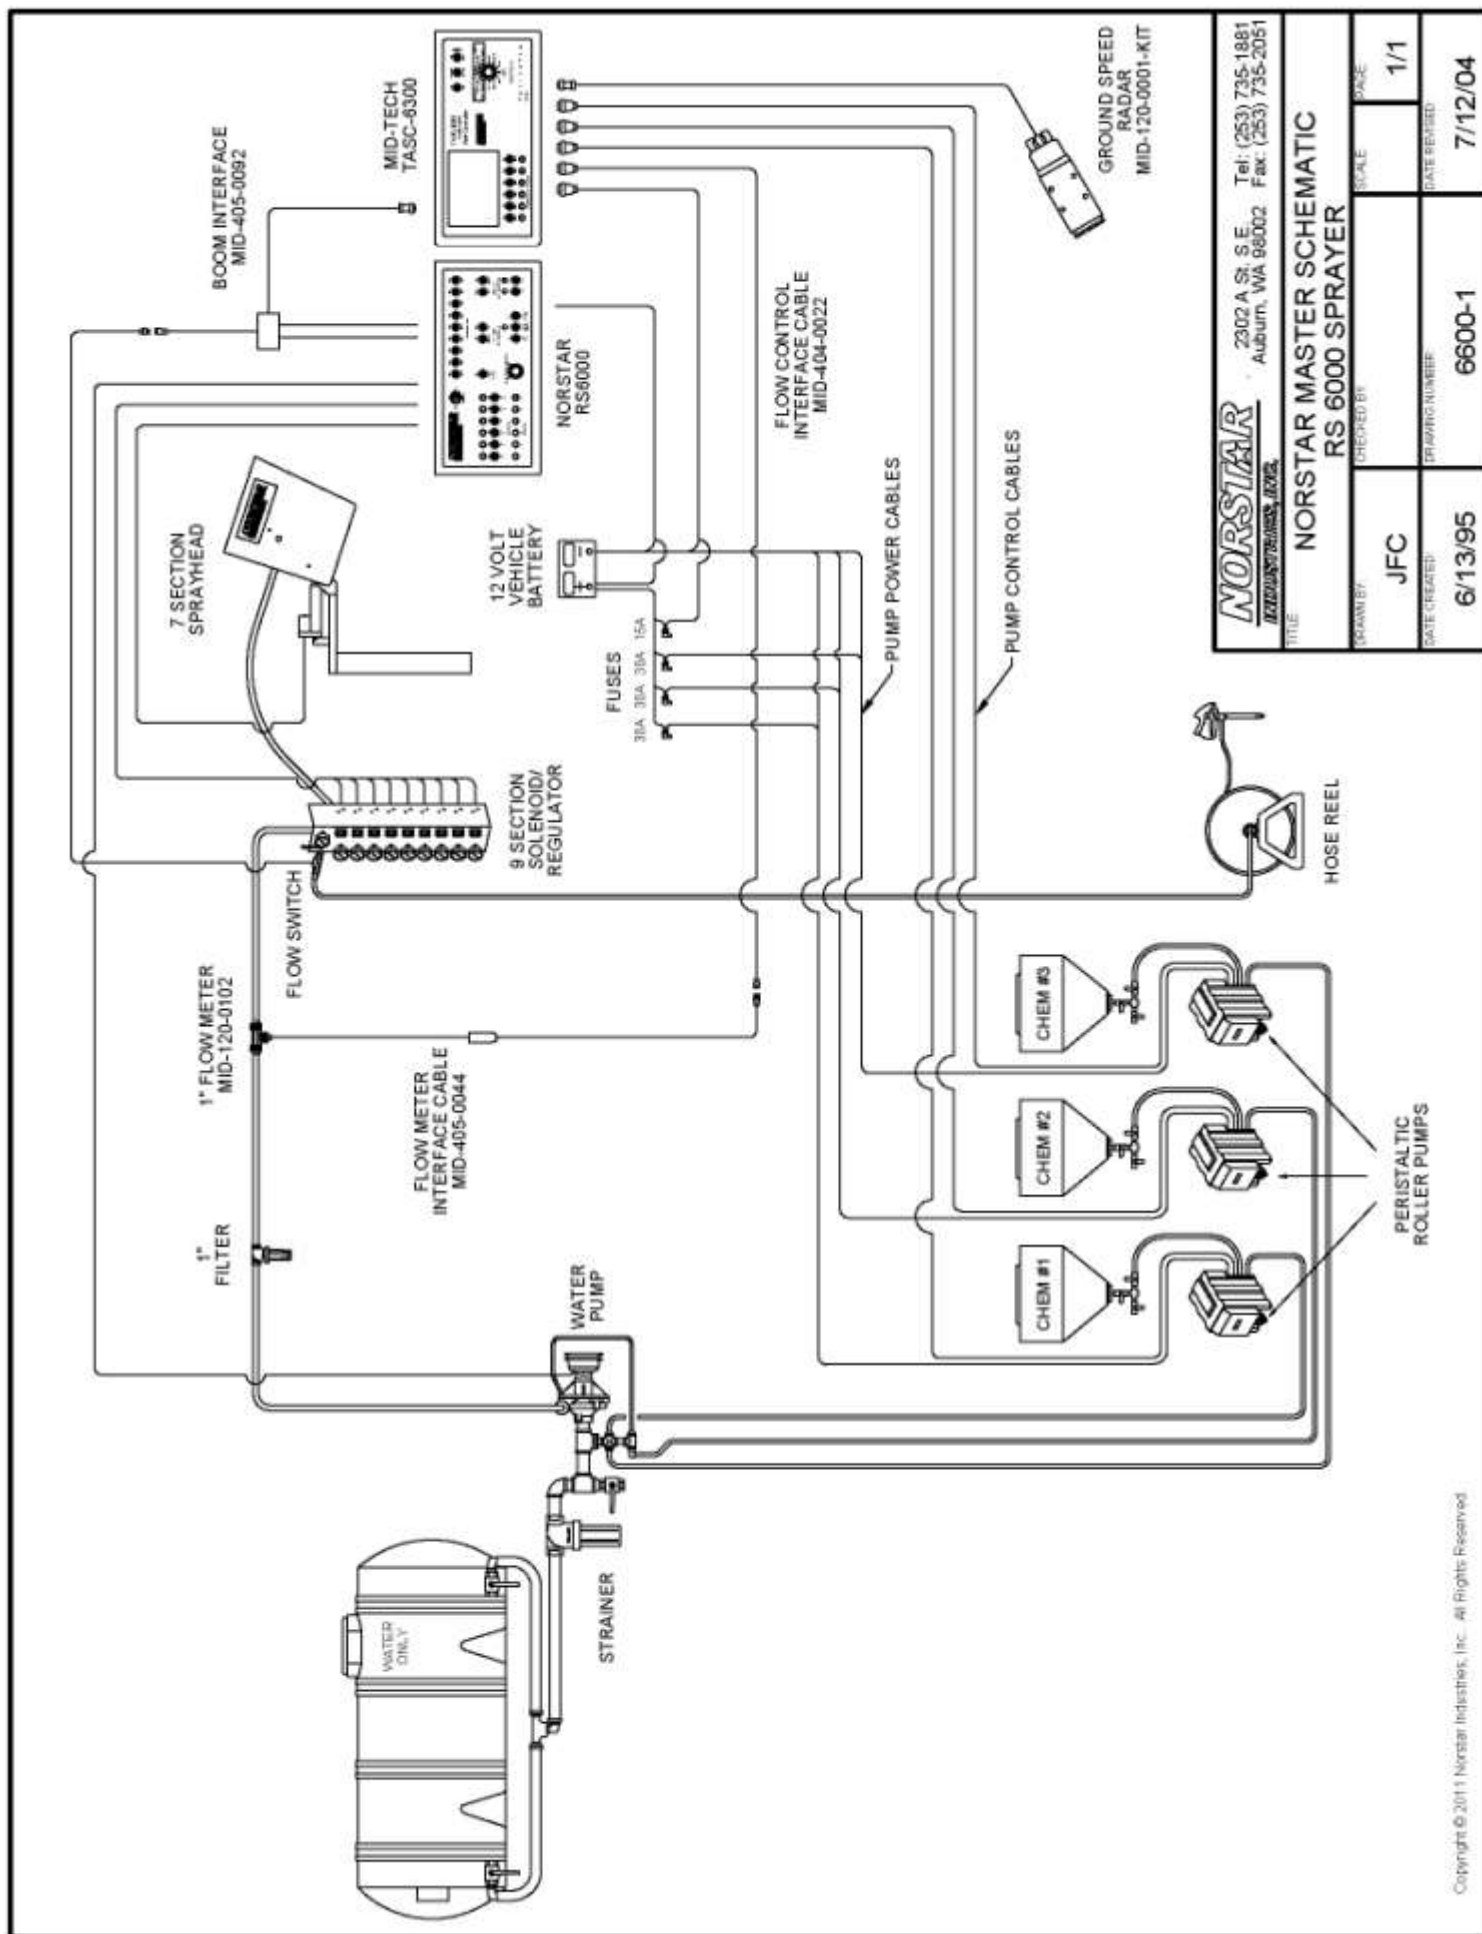 WATER
ONLY
STRAINER
1"
FILTER
WATER
PUMP
1" FLOW METER
MID-120-0102
FLOW METER
INTERFACE CABLE
MID-405-0044
FLOW SWITCH
9 SECTION
SOLENOID/
REGULATOR
7 SECTION
SPRAYHEAD
BOOM INTERFACE
MID-405-0092
MID-TECH
TASC-6300
NORSTAR
RS6000
12 VOLT
VEHICLE
BATTERY
FUSES
30A 30A 30A 15A
FLOW CONTROL
INTERFACE CABLE
MID-404-0022
PUMP POWER CABLES
PUMP CONTROL CABLES
GROUND SPEED
RADAR
MID-120-0001-KIT
CHEM #1
CHEM #2
CHEM #3
PERISTALTIC
ROLLER PUMPS
HOSE REEL
NORSTAR
INDUSTRIES, INC.
2302 A St. S.E. Tel: (253) 735-1881
Auburn, WA 98002 Fax: (253) 735-2051
TITLE
NORSTAR MASTER SCHEMATIC
RS 6000 SPRAYER
DRAWN BY
JFC
CHECKED BY
SCALE
PAGE
1/1
DATE CREATED
6/13/95
DRAWING NUMBER
6600-1
DATE REVISED
7/12/04
Copyright © 2011 Norstar Industries, Inc. All Rights Reserved